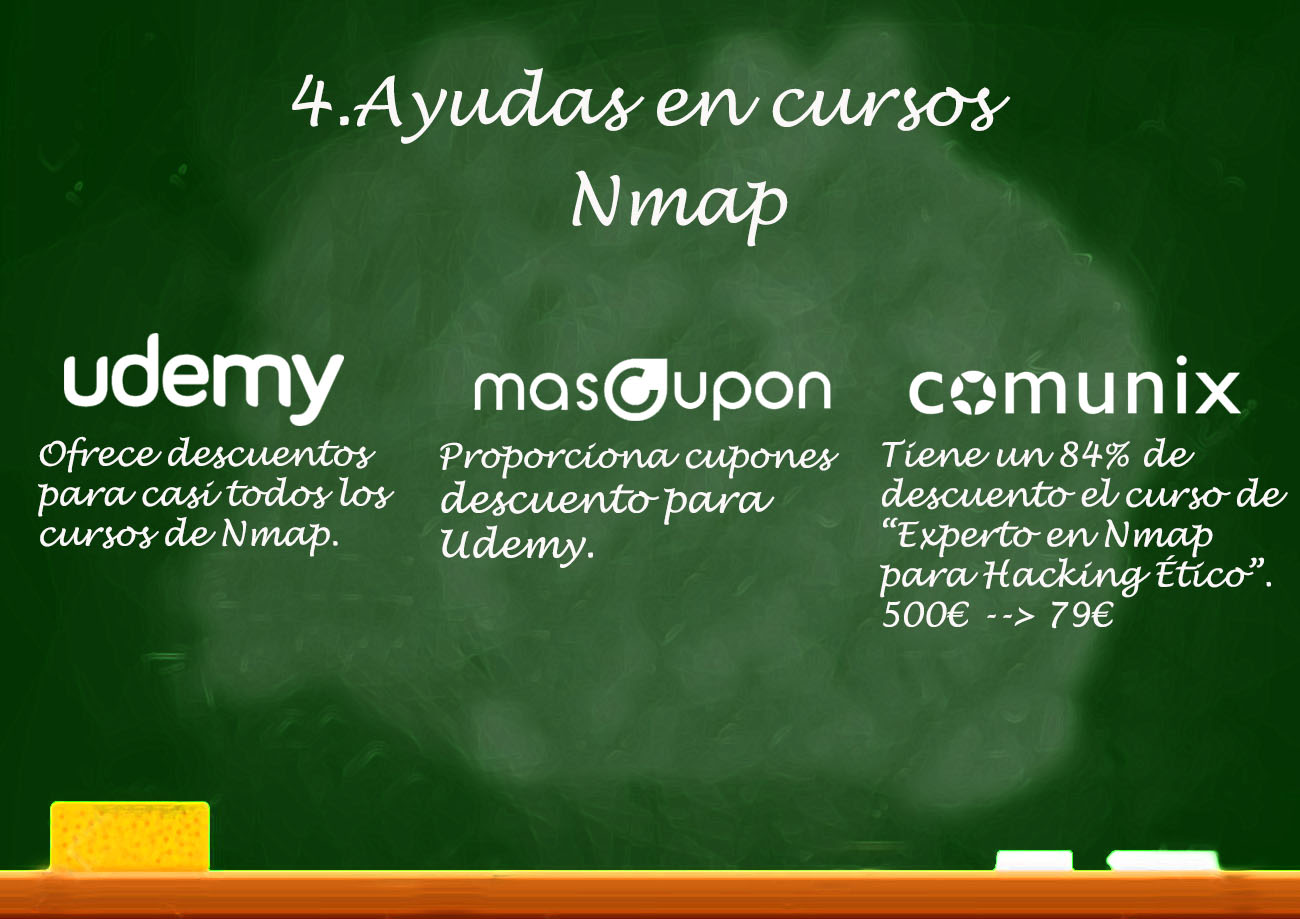 4.Ayudas en cursos
Nmap
udemy
Ofrece descuentos
para casi todos los
cursos de Nmap.
masCupon
Proporciona cupones
descuento para
Udemy.
comunix
Tiene un 84% de
descuento el curso de
“Experto en Nmap
para Hacking Ético”.
500€ --> 79€